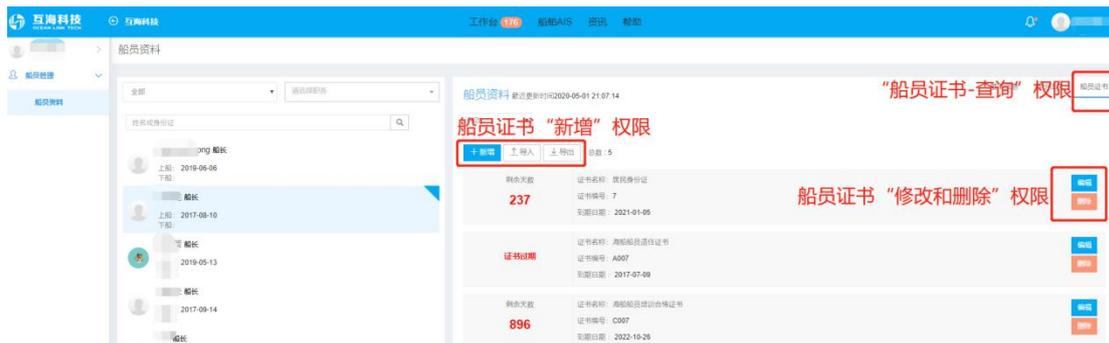 互海科技
OCEAN LINK TECH
互海科技
工作台 176 船舶AIS 资讯 帮助
船员管理
船员资料
船员资料
全部
请选择职务
姓名或身份证
ong 船长
上船: 2019-06-06
下船:
船长
上船: 2017-08-10
下船:
船长
2019-05-13
船长
2017-09-14
船长
船员资料 最近更新时间2020-05-01 21:07:14
“船员证书-查询”权限
船员证书
船员证书“新增”权限
+ 新增 导入 导出 总数:5
剩余天数
237
证书名称: 居民身份证
证书编号: 7
到期日期: 2021-01-05
船员证书“修改和删除”权限
编辑
删除
证书过期
证书名称: 海船船员适任证书
证书编号: A007
到期日期: 2017-07-09
编辑
删除
剩余天数
896
证书名称: 海船船员培训合格证书
证书编号: C007
到期日期: 2022-10-26
编辑
删除